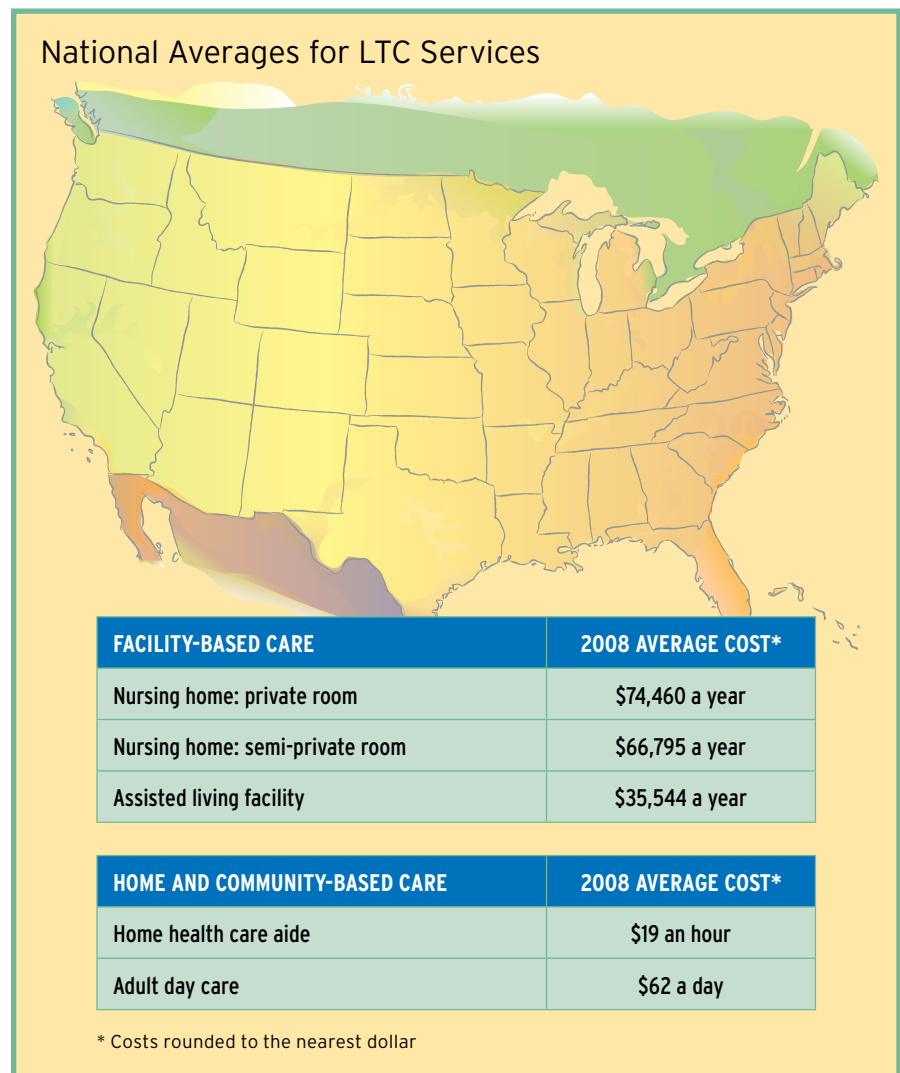 National Averages for LTC Services
FACILITY-BASED CARE 2008 AVERAGE COST*
Nursing home: private room $74,460 a year
Nursing home: semi-private room $66,795 a year
Assisted living facility $35,544 a year
HOME AND COMMUNITY-BASED CARE 2008 AVERAGE COST*
Home health care aide $19 an hour
Adult day care $62 a day
* Costs rounded to the nearest dollar